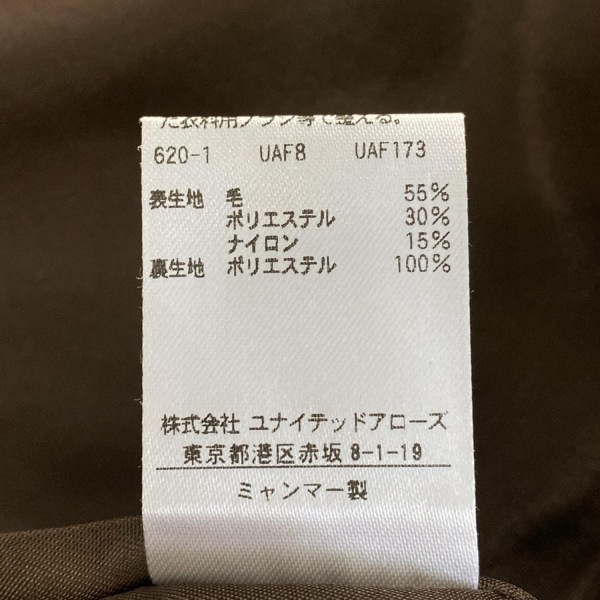 た衣料用ブラシ等で整える。
620-1 UAF8 UAF173
表生地 毛 55%
ポリエステル 30%
ナイロン 15%
裏生地 ポリエステル 100%
株式会社 ユナイテッドアローズ
東京都港区赤坂 8-1-19
ミャンマー製